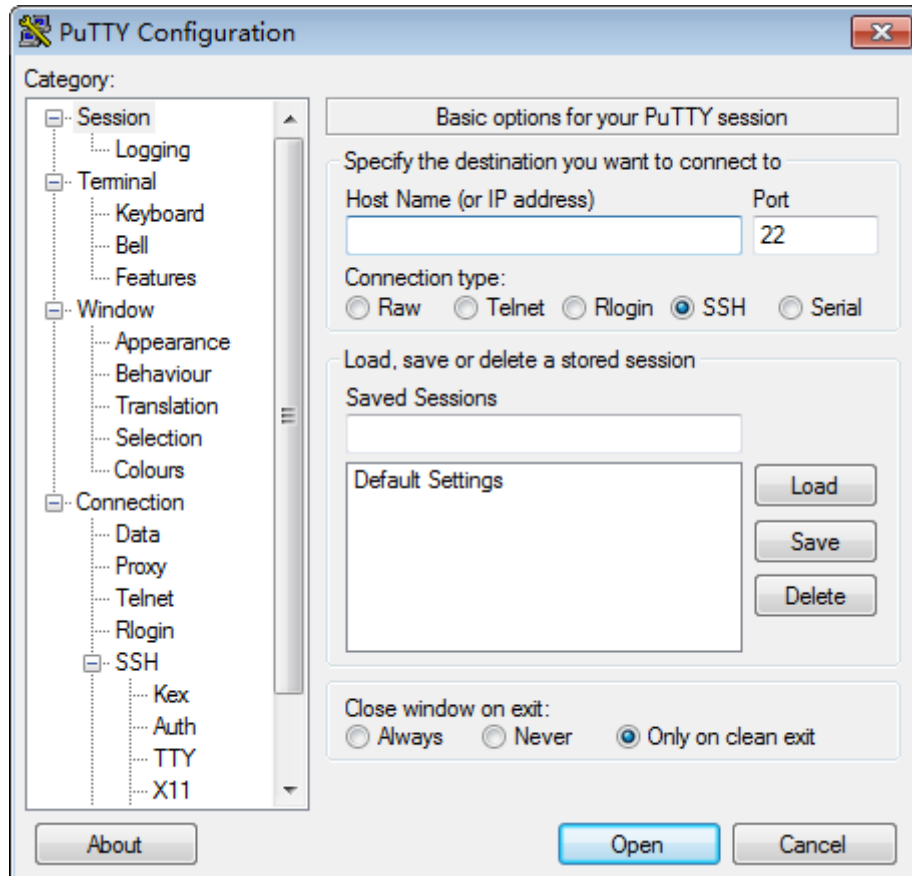 PuTTY Configuration
Category:
Session
Logging
Terminal
Keyboard
Bell
Features
Window
Appearance
Behaviour
Translation
Selection
Colours
Connection
Data
Proxy
Telnet
Rlogin
SSH
Kex
Auth
TTY
X11
Basic options for your PuTTY session
Specify the destination you want to connect to
Host Name (or IP address) Port
22
Connection type:
Raw Telnet Rlogin SSH Serial
Load, save or delete a stored session
Saved Sessions
Default Settings
Load
Save
Delete
Close window on exit:
Always Never Only on clean exit
About Open Cancel